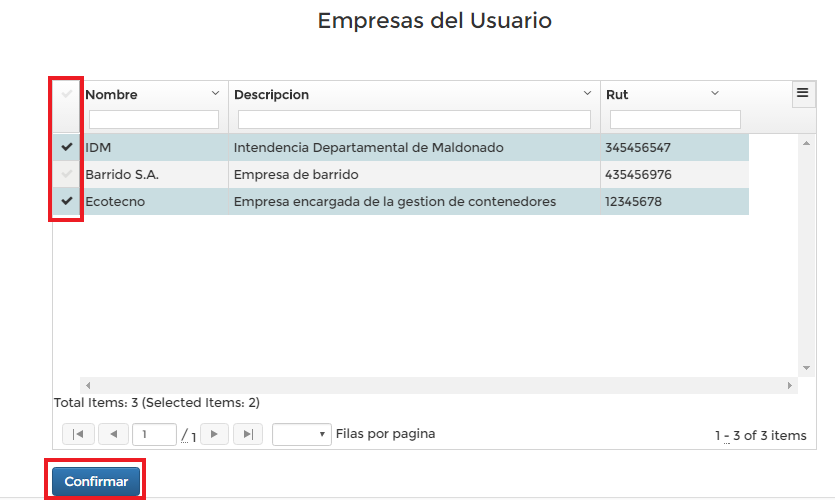 Empresas del Usuario
Nombre Descripcion Rut
IDM Intendencia Departamental de Maldonado 345456547
Barrido S.A. Empresa de barrido 435456976
Ecotecno Empresa encargada de la gestion de contenedores 12345678
Total Items: 3 (Selected Items: 2)
1 / 1 Filas por pagina 1 - 3 of 3 items
Confirmar